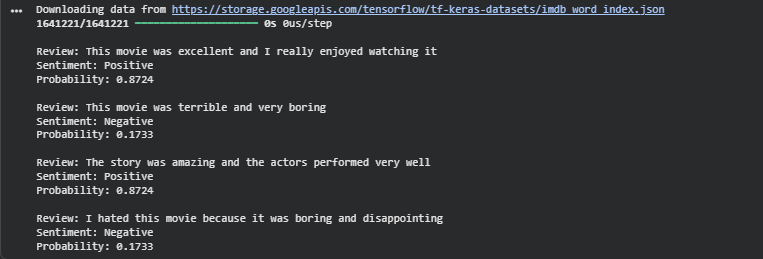 ••• Downloading data from https://storage.googleapis.com/tensorflow/tf-keras-datasets/imdb_word_index.json
1641221/1641221 ━━━━━━━━━━━━━━━━━━━━ 0s 0us/step
Review: This movie was excellent and I really enjoyed watching it
Sentiment: Positive
Probability: 0.8724
Review: This movie was terrible and very boring
Sentiment: Negative
Probability: 0.1733
Review: The story was amazing and the actors performed very well
Sentiment: Positive
Probability: 0.8724
Review: I hated this movie because it was boring and disappointing
Sentiment: Negative
Probability: 0.1733